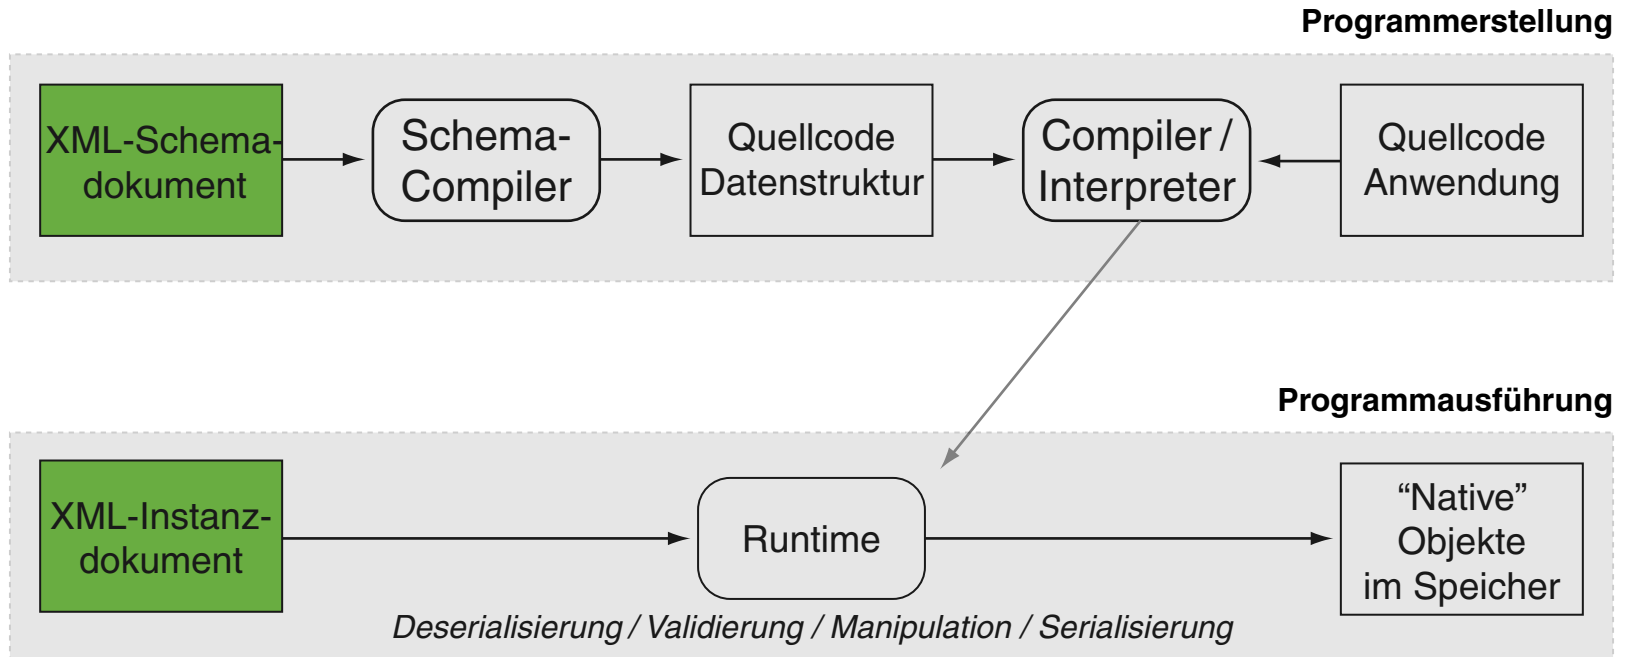 Programmerstellung
XML-Schema-
dokument
Schema-
Compiler
Quellcode
Datenstruktur
Compiler /
Interpreter
Quellcode
Anwendung
Programmausführung
XML-Instanz-
dokument
Runtime
“Native”
Objekte
im Speicher
Deserialisierung / Validierung / Manipulation / Serialisierung